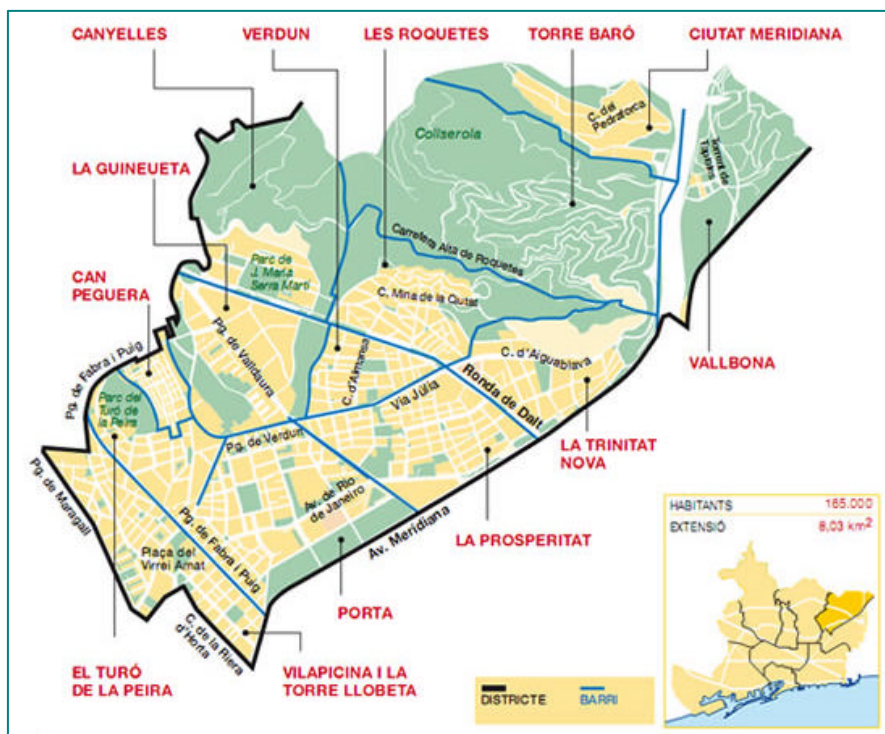 CANYELLES
VERDUN
LES ROQUETES
TORRE BARÓ
CIUTAT MERIDIANA
C. del
Pedraforca
Collserola
Torrent de
Tapioles
LA GUINEUETA
Parc de
J. Maria
Serra Martí
Carretera Alta de Roquetes
CAN
PEGUERA
C. Mina de la Ciutat
Pg. de Fabra i Puig
Pg. de Valldaura
C. d'Almansa
C. d'Aiguablava
VALLBONA
Parc del
Turó de
la Peira
Via Júlia
Ronda de Dalt
Pg. de Verdun
LA TRINITAT
NOVA
Pg. de Maragall
Av. de Rio
de Janeiro
Pg. de Fabra i Puig
Av. Meridiana
LA PROSPERITAT
Plaça del
Virrei Amat
PORTA
C. de la Riera
d'Horta
EL TURÓ
DE LA PEIRA
VILAPICINA I LA
TORRE LLOBETA
HABITANTS 165.000
EXTENSIÓ 8,03 km²
DISTRICTE
BARRI